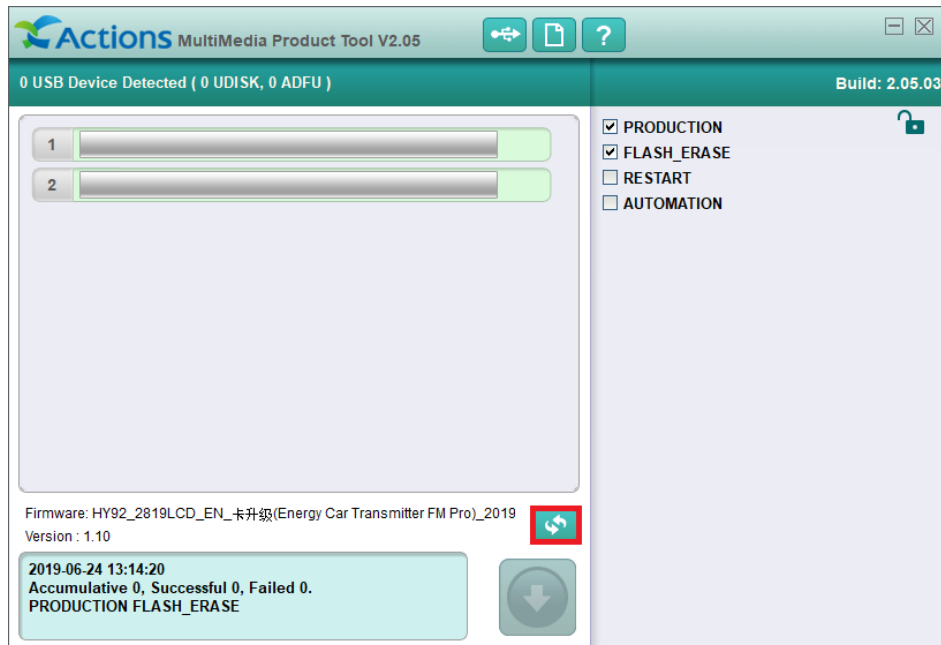 Actions MultiMedia Product Tool V2.05
?
0 USB Device Detected ( 0 UDISK, 0 ADFU )
Build: 2.05.03
1
2
PRODUCTION
FLASH_ERASE
RESTART
AUTOMATION
Firmware: HY92_2819LCD_EN_卡升级(Energy Car Transmitter FM Pro)_2019
Version : 1.10
2019-06-24 13:14:20
Accumulative 0, Successful 0, Failed 0.
PRODUCTION FLASH_ERASE